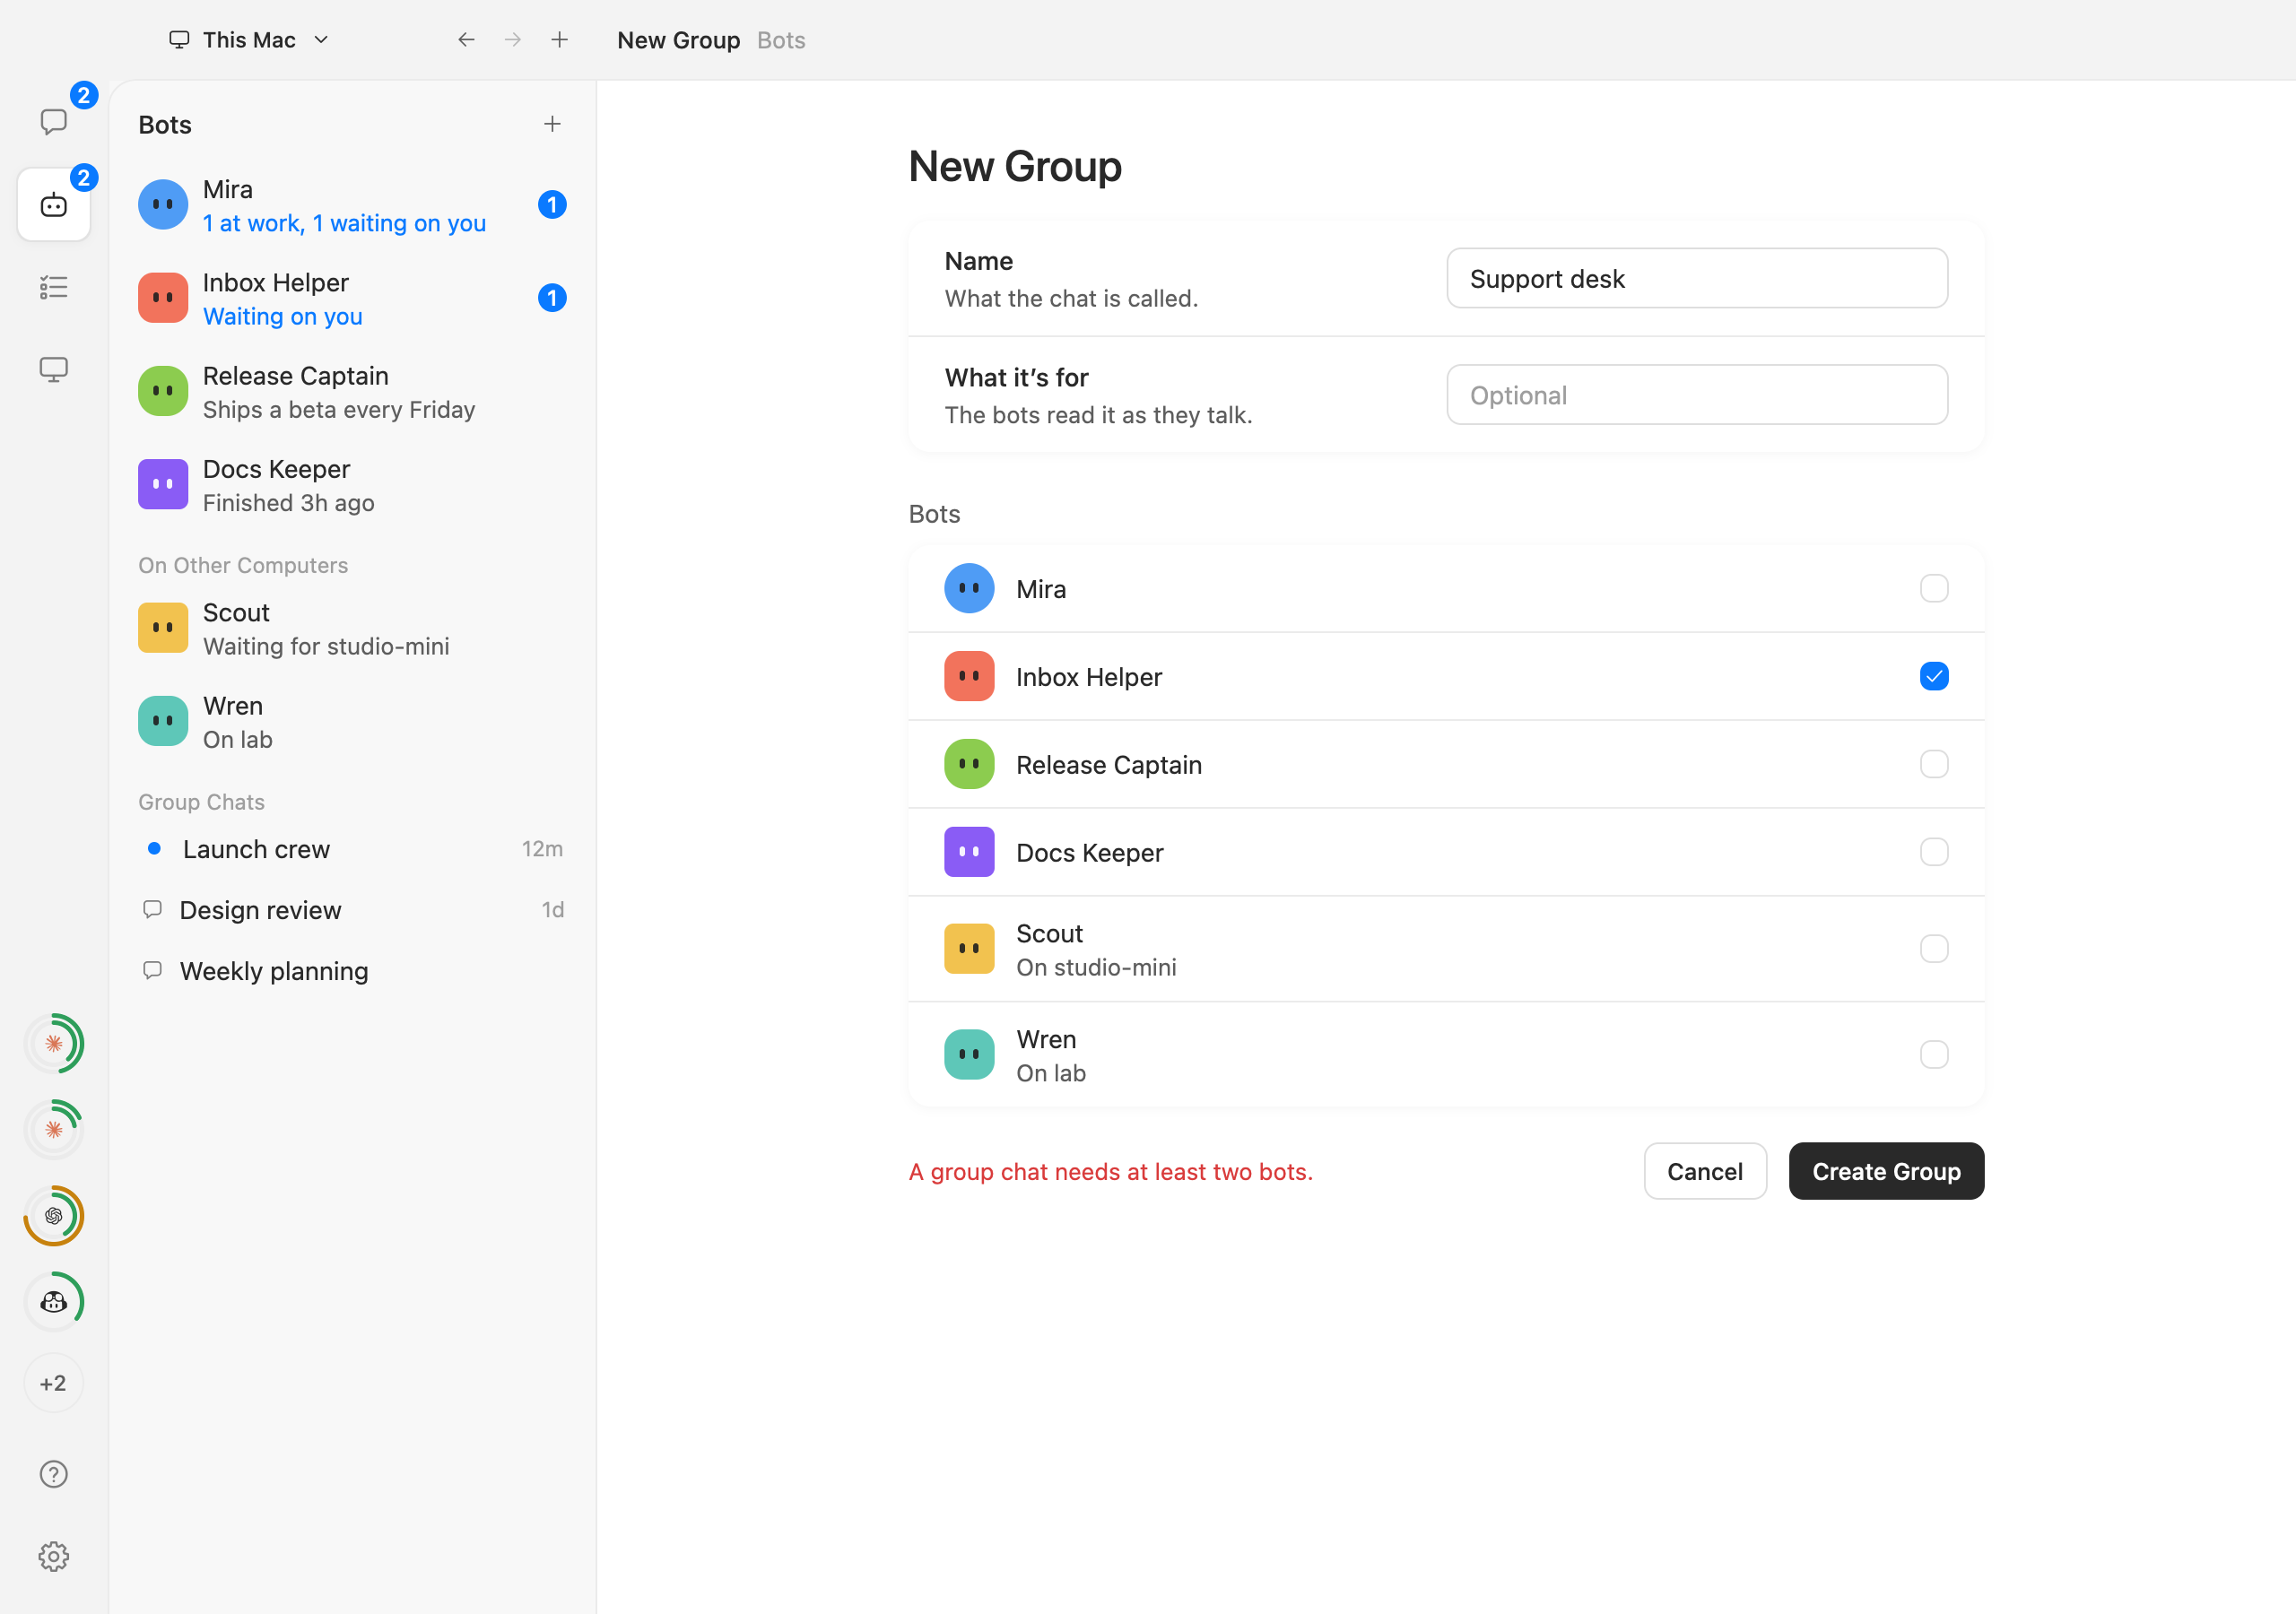 This Mac
New Group Bots
2
2
Bots
Mira
1 at work, 1 waiting on you
1
Inbox Helper
Waiting on you
1
Release Captain
Ships a beta every Friday
Docs Keeper
Finished 3h ago
On Other Computers
Scout
Waiting for studio-mini
Wren
On lab
Group Chats
Launch crew 12m
Design review 1d
Weekly planning
+2
New Group
Name
What the chat is called.
Support desk
What it’s for
The bots read it as they talk.
Optional
Bots
Mira
Inbox Helper
Release Captain
Docs Keeper
Scout
On studio-mini
Wren
On lab
A group chat needs at least two bots.
Cancel
Create Group